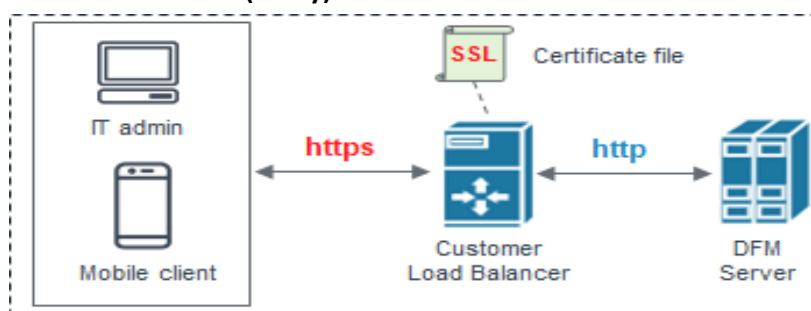 SSL
Certificate file
IT admin
https
http
Mobile client
Customer
Load Balancer
DFM
Server